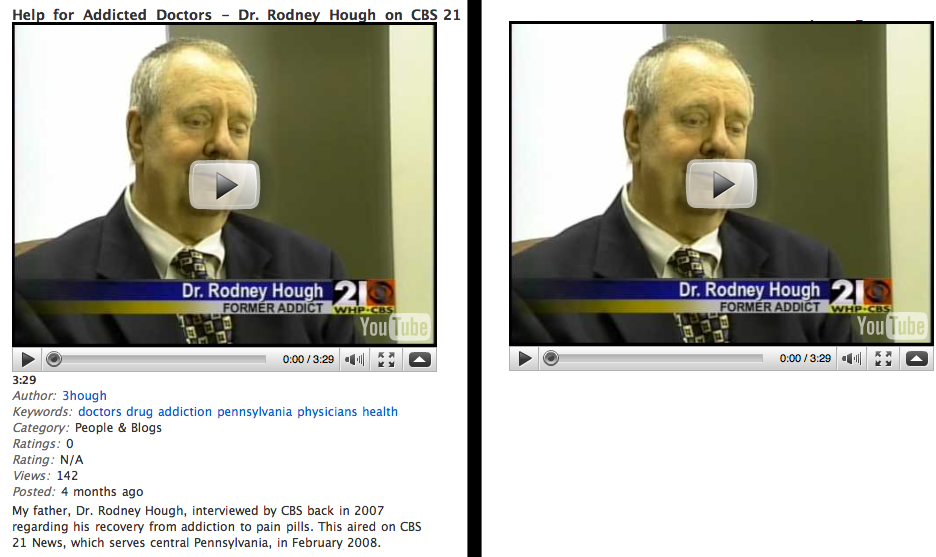 Help for Addicted Doctors – Dr. Rodney Hough on CBS 21
Dr. Rodney Hough
FORMER ADDICT
21
WHP-CBS
YouTube
0:00 / 3:29
3:29
Author: 3hough
Keywords: doctors drug addiction pennsylvania physicians health
Category: People & Blogs
Ratings: 0
Rating: N/A
Views: 142
Posted: 4 months ago
My father, Dr. Rodney Hough, interviewed by CBS back in 2007
regarding his recovery from addiction to pain pills. This aired on CBS
21 News, which serves central Pennsylvania, in February 2008.
Dr. Rodney Hough
FORMER ADDICT
21
WHP-CBS
YouTube
0:00 / 3:29